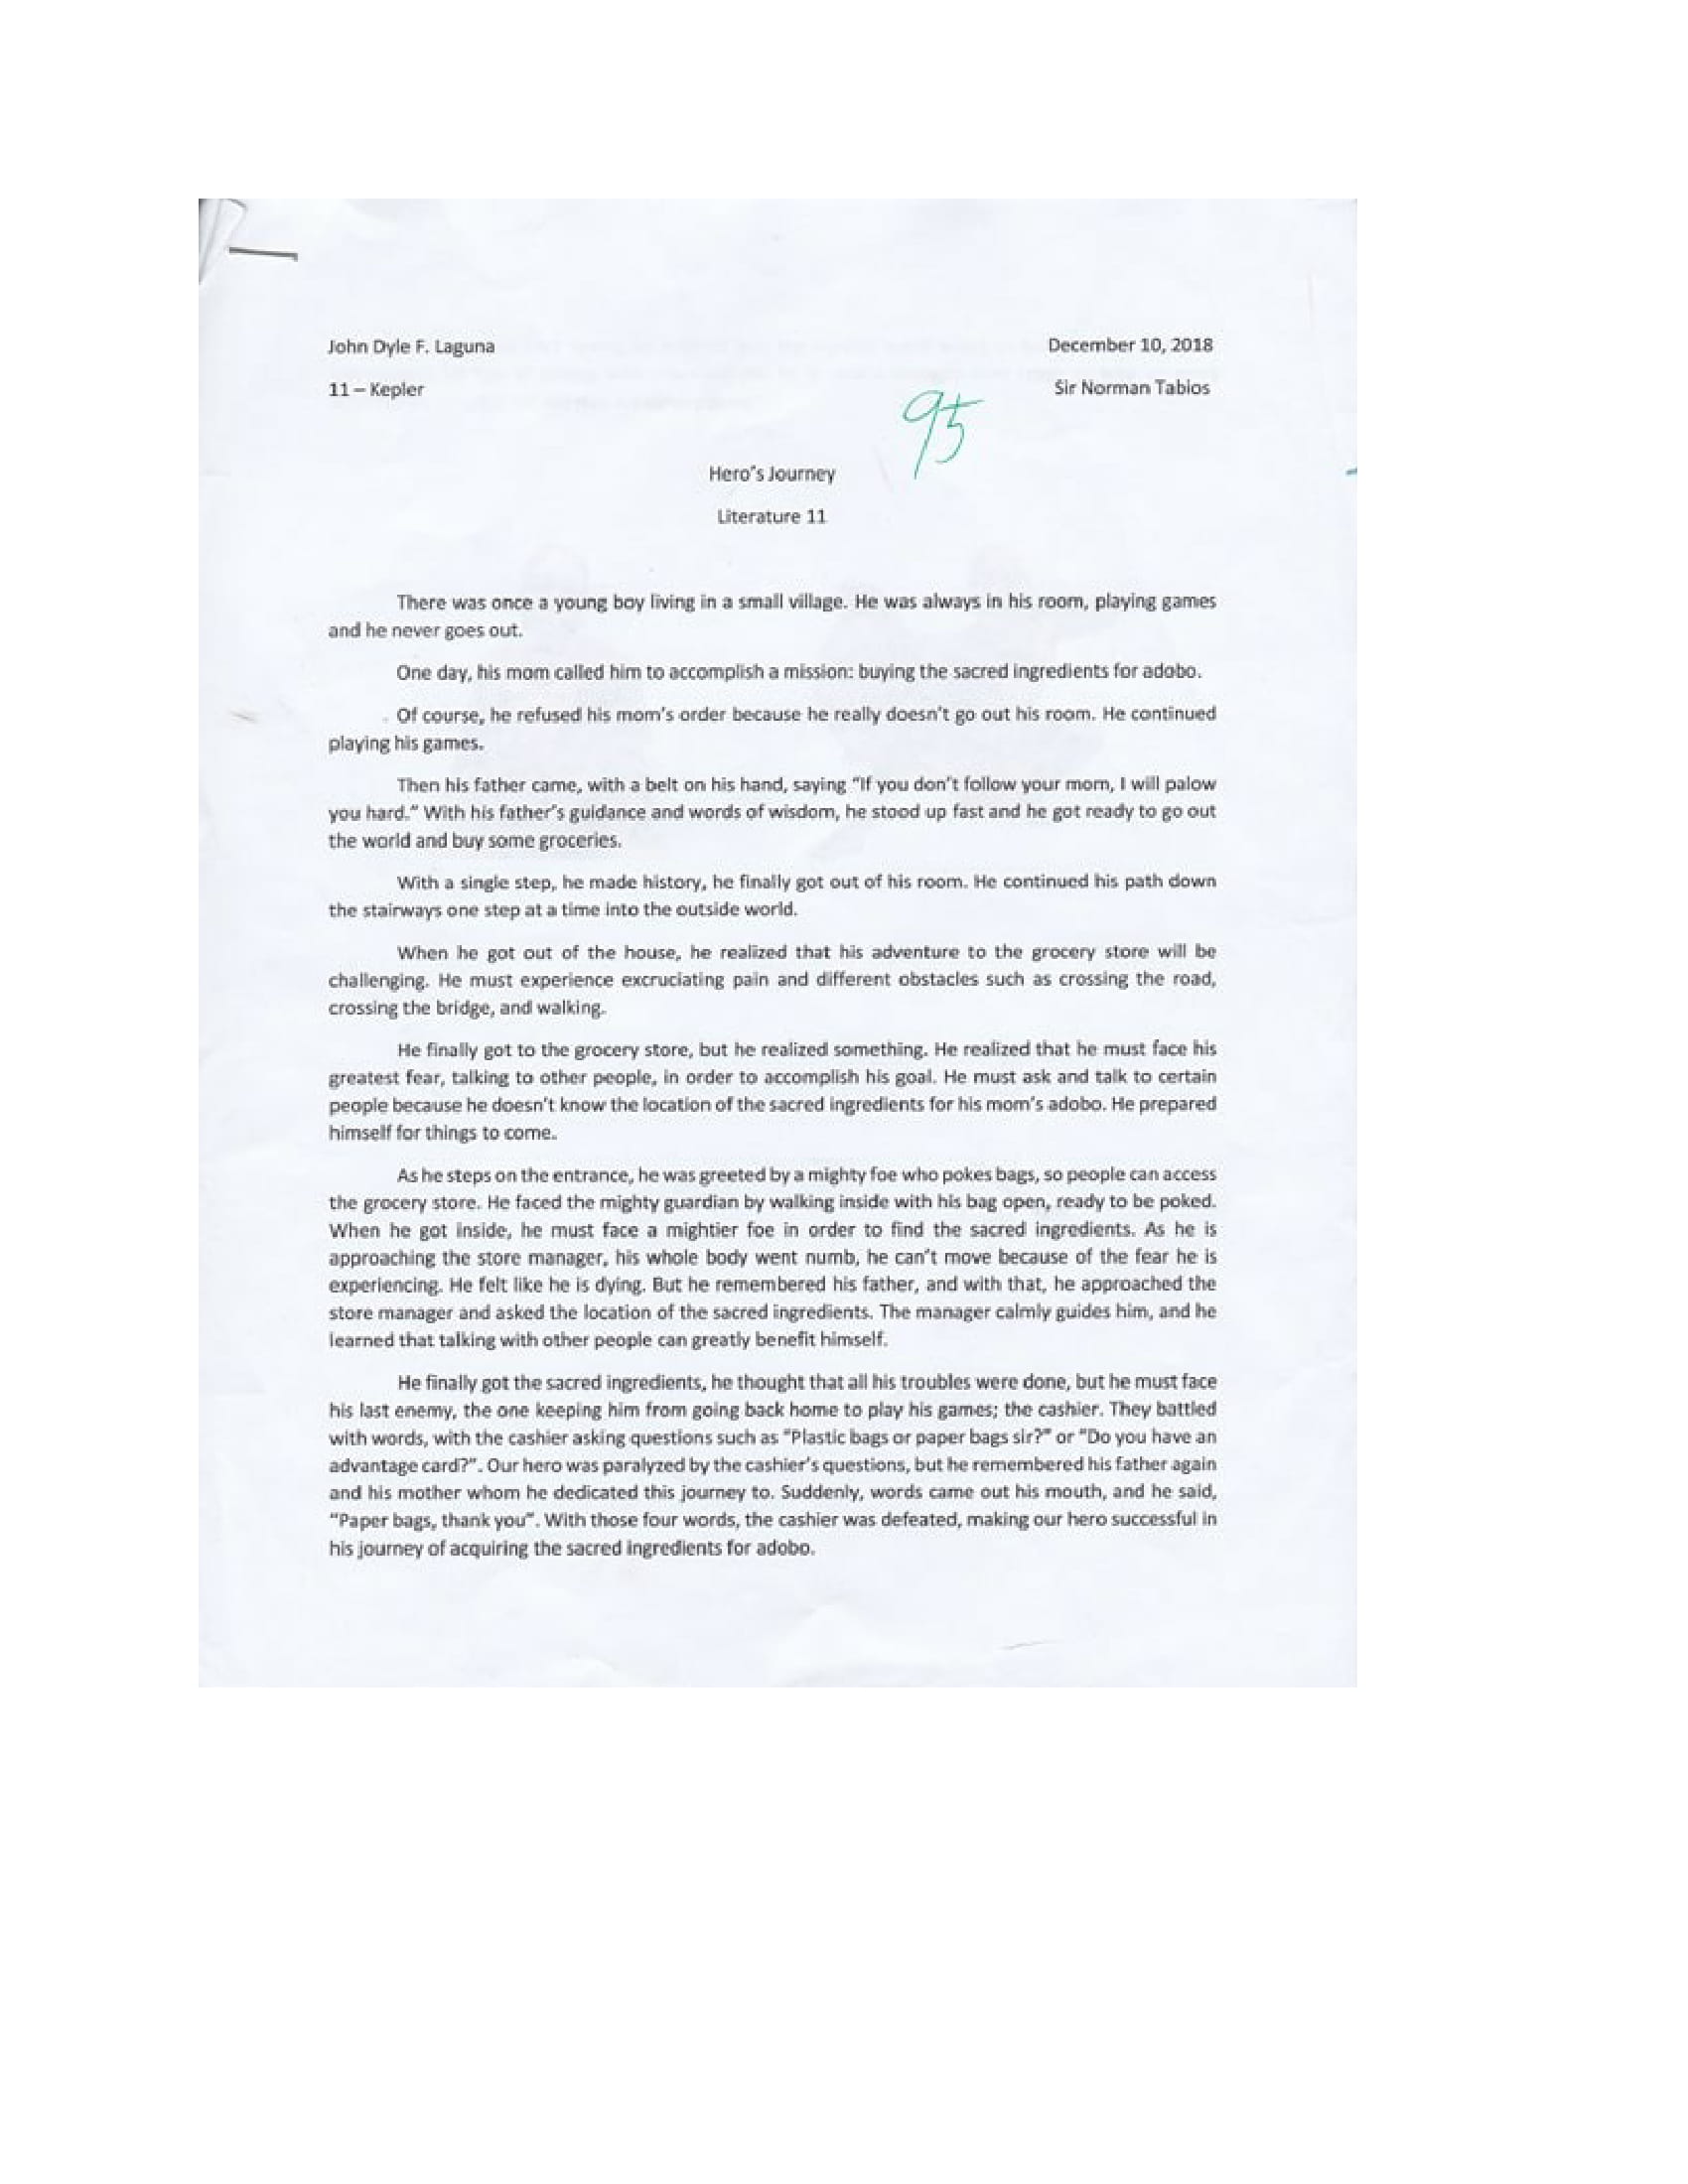 John Dyle F. Laguna December 10, 2018
11 – Kepler Sir Norman Tabios
95
Hero's Journey
Literature 11
There was once a young boy living in a small village. He was always in his room, playing games
and he never goes out.
One day, his mom called him to accomplish a mission: buying the sacred ingredients for adobo.
Of course, he refused his mom's order because he really doesn't go out his room. He continued
playing his games.
Then his father came, with a belt on his hand, saying "If you don't follow your mom, I will palow
you hard." With his father's guidance and words of wisdom, he stood up fast and he got ready to go out
the world and buy some groceries.
With a single step, he made history, he finally got out of his room. He continued his path down
the stairways one step at a time into the outside world.
When he got out of the house, he realized that his adventure to the grocery store will be
challenging. He must experience excruciating pain and different obstacles such as crossing the road,
crossing the bridge, and walking.
He finally got to the grocery store, but he realized something. He realized that he must face his
greatest fear, talking to other people, in order to accomplish his goal. He must ask and talk to certain
people because he doesn't know the location of the sacred ingredients for his mom's adobo. He prepared
himself for things to come.
As he steps on the entrance, he was greeted by a mighty foe who pokes bags, so people can access
the grocery store. He faced the mighty guardian by walking inside with his bag open, ready to be poked.
When he got inside, he must face a mightier foe in order to find the sacred ingredients. As he is
approaching the store manager, his whole body went numb, he can't move because of the fear he is
experiencing. He felt like he is dying. But he remembered his father, and with that, he approached the
store manager and asked the location of the sacred ingredients. The manager calmly guides him, and he
learned that talking with other people can greatly benefit himself.
He finally got the sacred ingredients, he thought that all his troubles were done, but he must face
his last enemy, the one keeping him from going back home to play his games; the cashier. They battled
with words, with the cashier asking questions such as "Plastic bags or paper bags sir?" or "Do you have an
advantage card?". Our hero was paralyzed by the cashier's questions, but he remembered his father again
and his mother whom he dedicated this journey to. Suddenly, words came out his mouth, and he said,
"Paper bags, thank you". With those four words, the cashier was defeated, making our hero successful in
his journey of acquiring the sacred ingredients for adobo.